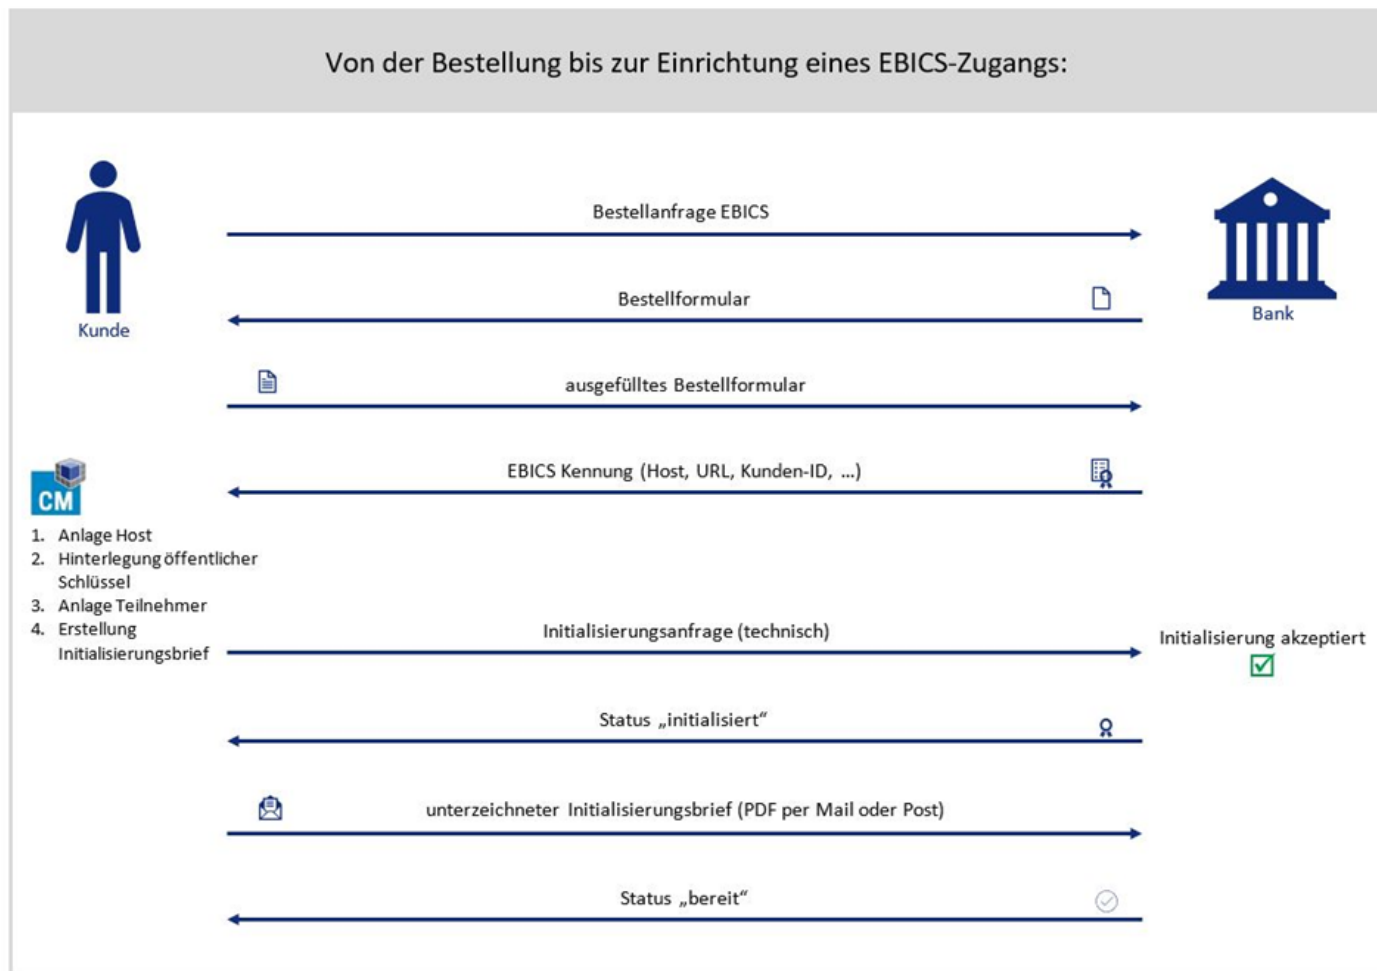 Von der Bestellung bis zur Einrichtung eines EBICS-Zugangs:
Bestellanfrage EBICS
Bestellformular
Kunde
Bank
ausgefülltes Bestellformular
EBICS Kennung (Host, URL, Kunden-ID, ...)
CM
1. Anlage Host
2. Hinterlegung öffentlicher
Schlüssel
3. Anlage Teilnehmer
4. Erstellung
Initialisierungsbrief
Initialisierungsanfrage (technisch)
Initialisierung akzeptiert
Status „initialisiert“
unterzeichneter Initialisierungsbrief (PDF per Mail oder Post)
Status „bereit“